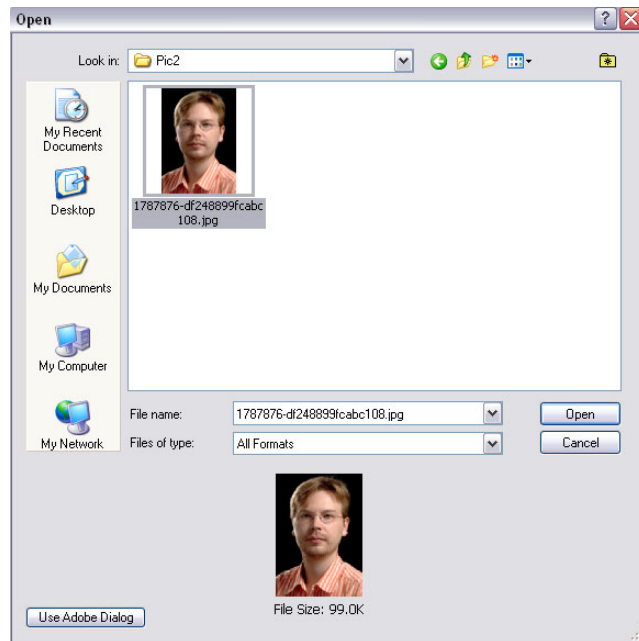 Open
Look in:
Pic2
My Recent
Documents
Desktop
My Documents
My Computer
My Network
1787876-df248899fcabc
108.jpg
File name:
1787876-df248899fcabc108.jpg
Open
Files of type:
All Formats
Cancel
Use Adobe Dialog
File Size: 99.0K